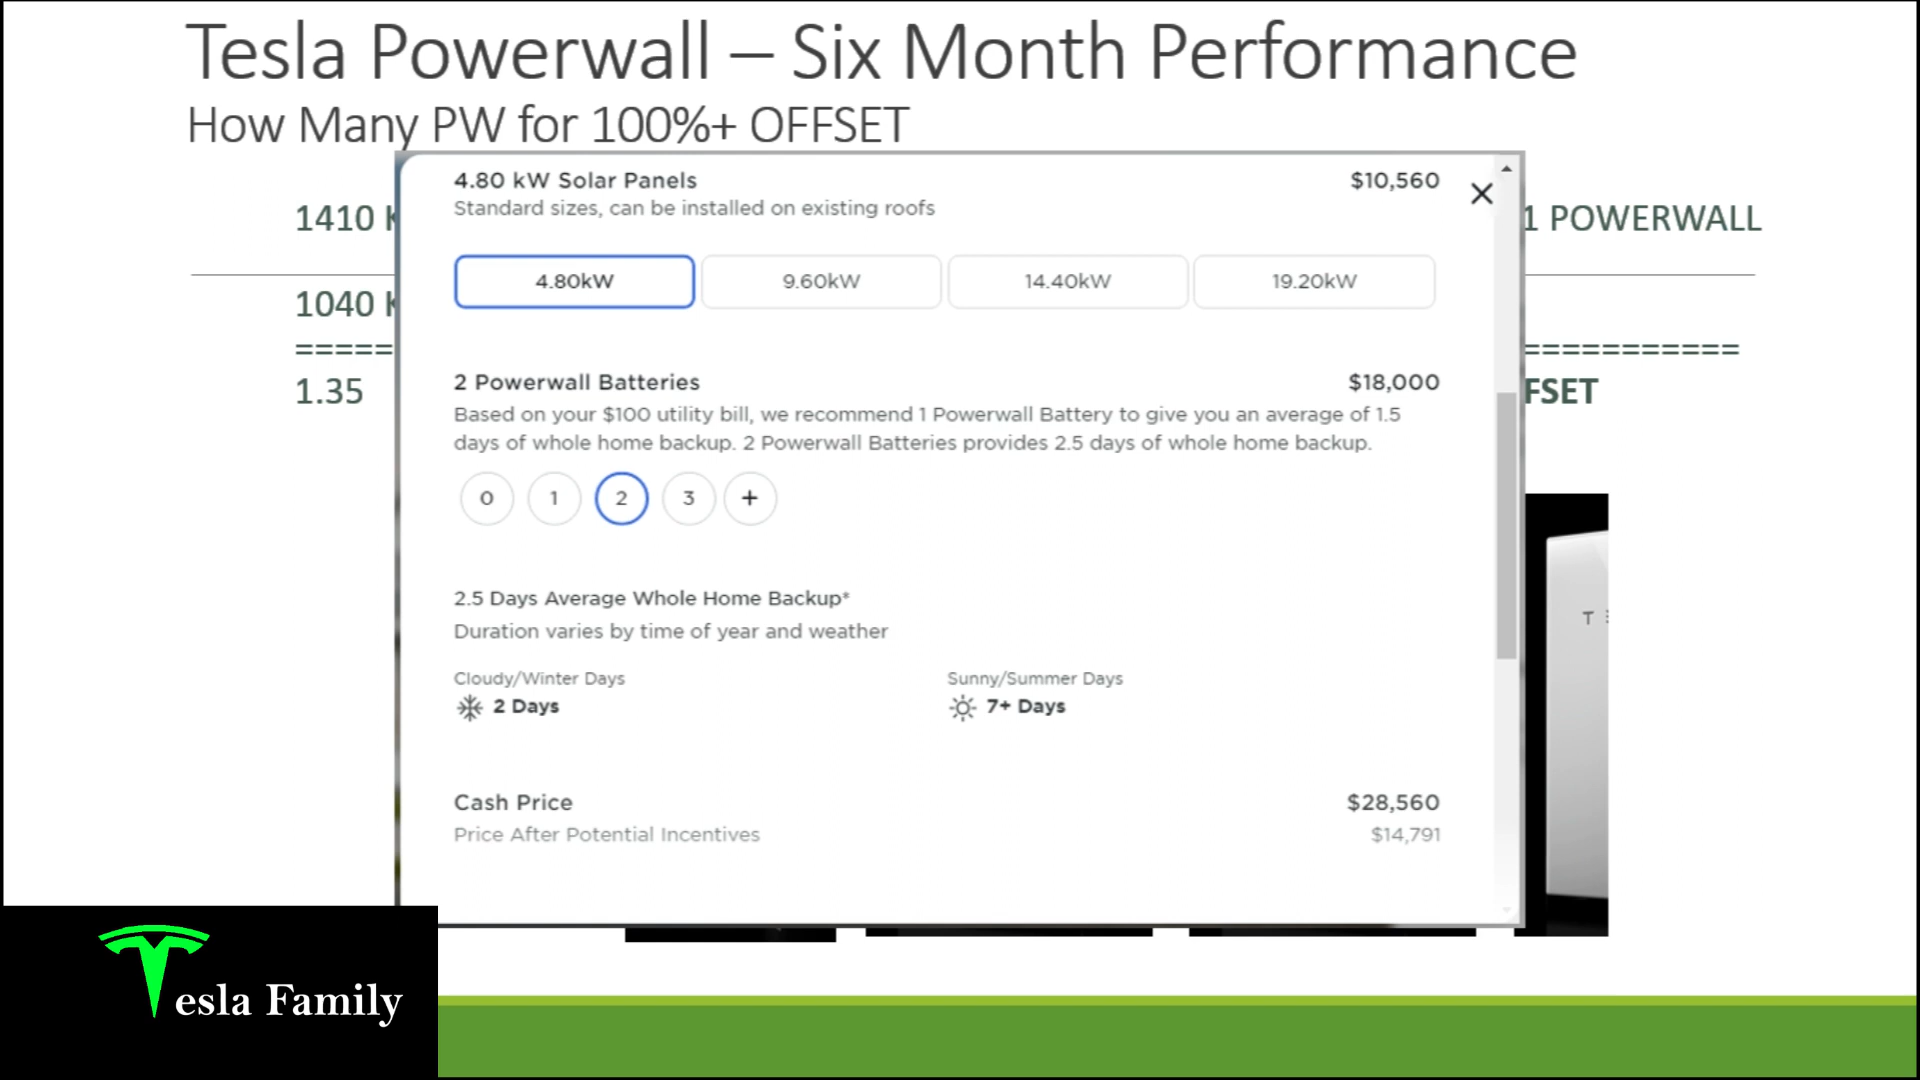 Tesla Powerwall – Six Month Performance
How Many PW for 100%+ OFFSET
4.80 kW Solar Panels $10,560
Standard sizes, can be installed on existing roofs
1410 1 POWERWALL
4.80kW 9.60kW 14.40kW 19.20kW
1040
===== ===========
1.35 FSET
2 Powerwall Batteries $18,000
Based on your $100 utility bill, we recommend 1 Powerwall Battery to give you an average of 1.5
days of whole home backup. 2 Powerwall Batteries provides 2.5 days of whole home backup.
0 1 2 3 +
2.5 Days Average Whole Home Backup*
Duration varies by time of year and weather
Cloudy/Winter Days Sunny/Summer Days
2 Days 7+ Days
Cash Price $28,560
Price After Potential Incentives $14,791
Tesla Family